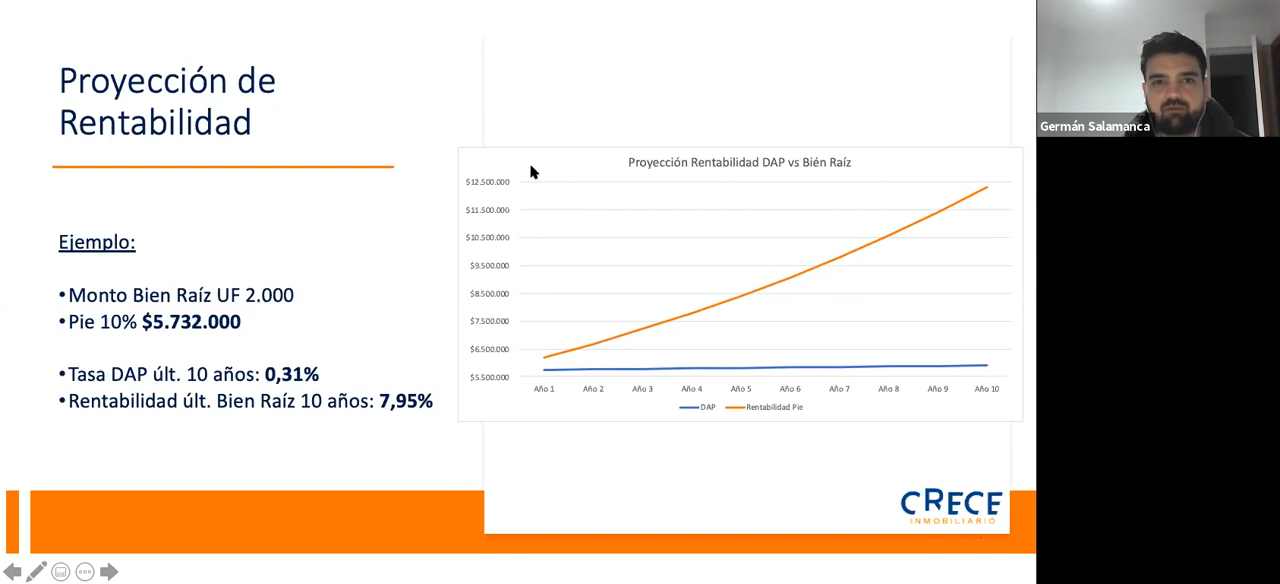 Proyección de
Rentabilidad
Ejemplo:
•Monto Bien Raíz UF 2.000
•Pie 10% $5.732.000
•Tasa DAP últ. 10 años: 0,31%
•Rentabilidad últ. Bien Raíz 10 años: 7,95%
Proyección Rentabilidad DAP vs Bién Raíz
$12.500.000
$11.500.000
$10.500.000
$9.500.000
$8.500.000
$7.500.000
$6.500.000
$5.500.000
Año 1 Año 2 Año 3 Año 4 Año 5 Año 6 Año 7 Año 8 Año 9 Año 10
DAP Rentabilidad Pie
CRECE
INMOBILIARIO
Germán Salamanca